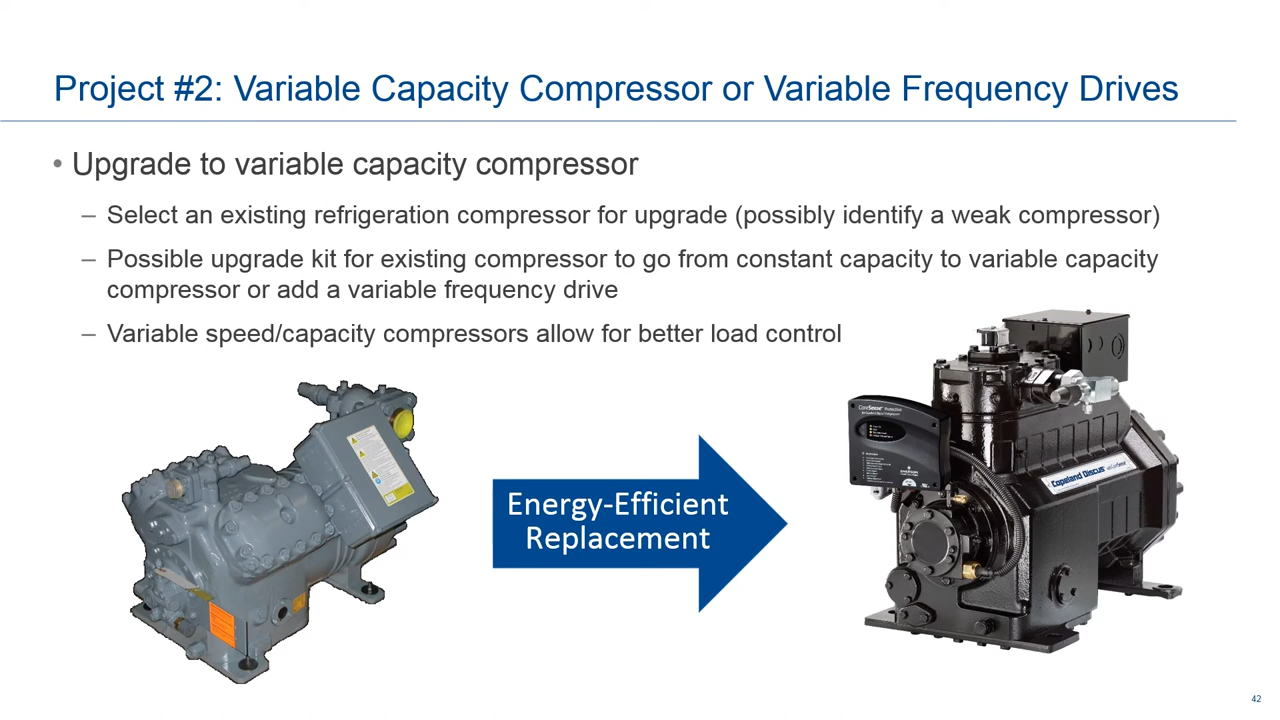 Project #2: Variable Capacity Compressor or Variable Frequency Drives
• Upgrade to variable capacity compressor
– Select an existing refrigeration compressor for upgrade (possibly identify a weak compressor)
– Possible upgrade kit for existing compressor to go from constant capacity to variable capacity
compressor or add a variable frequency drive
– Variable speed/capacity compressors allow for better load control
Energy-Efficient
Replacement
CoreSense
Copeland Discus
EMERSON
42